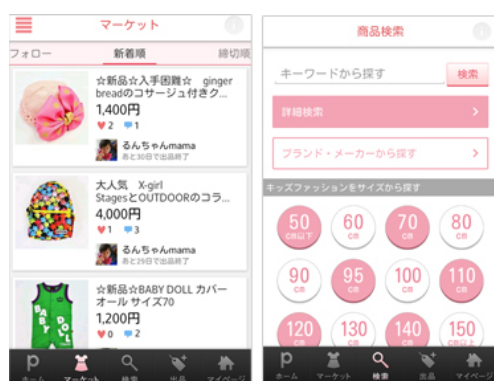 マーケット
フォロー 新着順 締切順
☆新品☆入手困難☆ ginger
breadのコサージュ付きク...
1,400円
2 1
るんちゃんmama
あと30日で出品終了
大人気 X-girl
StagesとOUTDOORのコラ...
4,000円
1 3
るんちゃんmama
あと29日で出品終了
☆新品☆BABY DOLL カバー
オール サイズ70
1,200円
0 2
BABY DOLL
ホーム マーケット 検索 出品 マイページ
商品検索
キーワードから探す 検索
詳細検索
ブランド・メーカーから探す
キッズファッションをサイズから探す
50 cm以下
60 cm
70 cm
80 cm
90 cm
95 cm
100 cm
110 cm
120 cm
130 cm
140 cm
150 cm以上
ホーム マーケット 検索 出品 マイページ